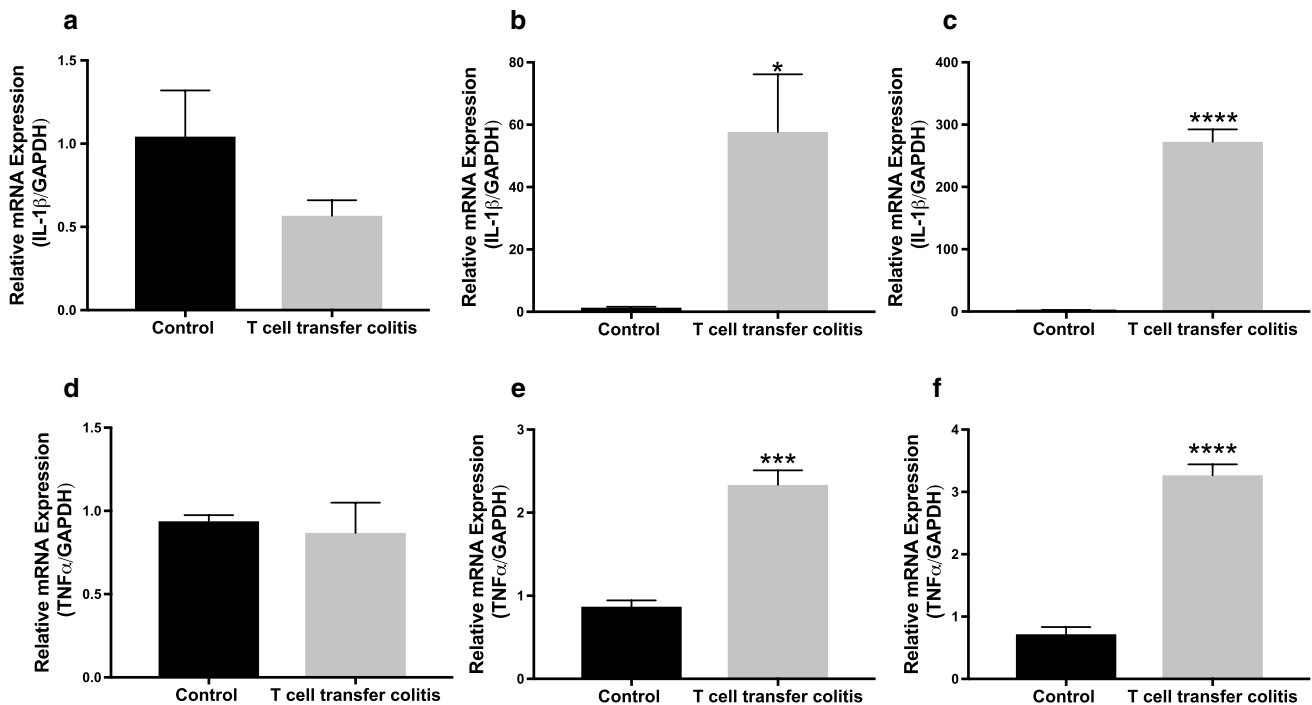 a
Relative mRNA Expression
(IL-1β/GAPDH)
1.5
1.0
0.5
0.0
Control
T cell transfer colitis
b
Relative mRNA Expression
(IL-1β/GAPDH)
80
60
40
20
0
*
Control
T cell transfer colitis
c
Relative mRNA Expression
(IL-1β/GAPDH)
400
300
200
100
0
****
Control
T cell transfer colitis
d
Relative mRNA Expression
(TNFα/GAPDH)
1.5
1.0
0.5
0.0
Control
T cell transfer colitis
e
Relative mRNA Expression
(TNFα/GAPDH)
3
2
1
0
***
Control
T cell transfer colitis
f
Relative mRNA Expression
(TNFα/GAPDH)
4
3
2
1
0
****
Control
T cell transfer colitis